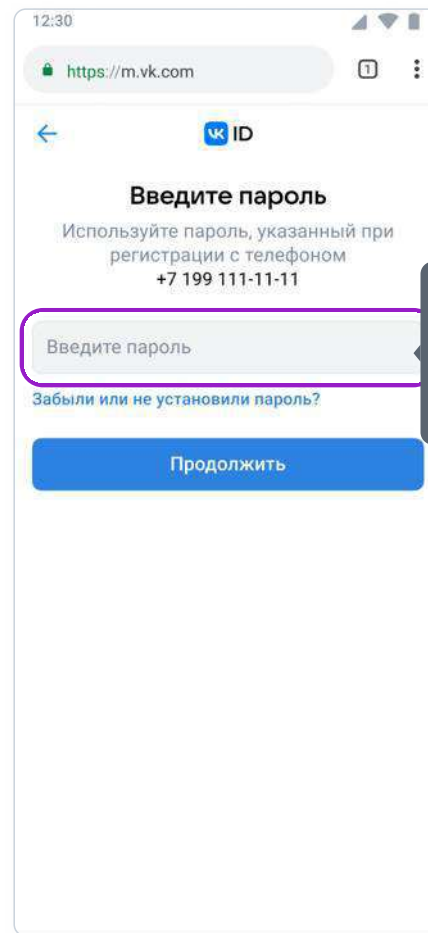 12:30
https://m.vk.com
1
VK ID
Введите пароль
Используйте пароль, указанный при
регистрации с телефоном
+7 199 111-11-11
Введите пароль
Забыли или не установили пароль?
Продолжить